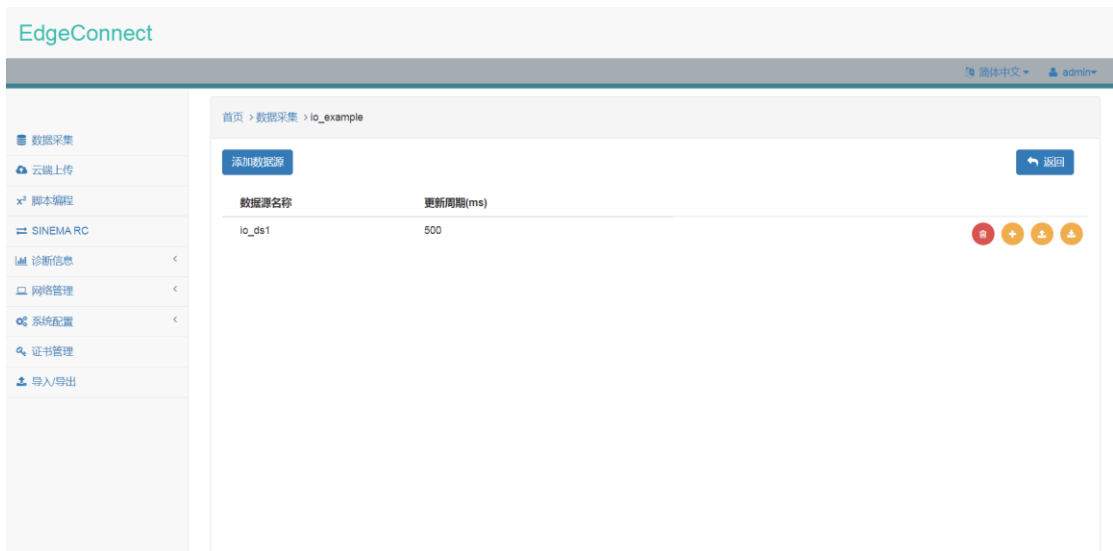 EdgeConnect
简体中文 admin
首页 > 数据采集 > io_example
数据采集
云端上传
脚本编程
SINEMA RC
诊断信息
网络管理
系统配置
证书管理
导入/导出
添加数据源 返回
数据源名称 更新周期(ms)
io_ds1 500